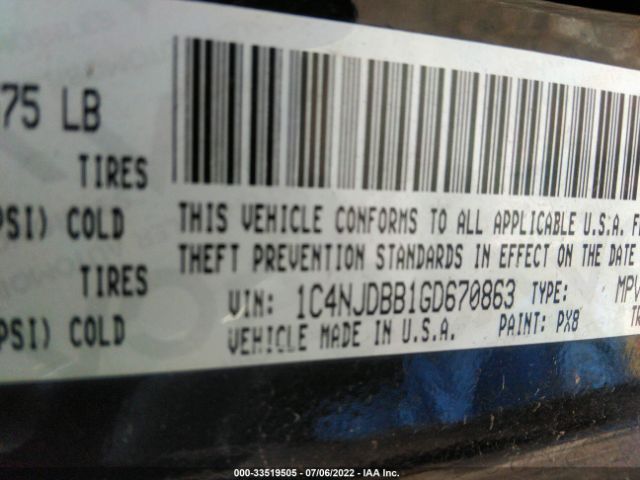 75 LB
TIRES
PSI) COLD
TIRES
PSI) COLD
THIS VEHICLE CONFORMS TO ALL APPLICABLE U.S.A.
THEFT PREVENTION STANDARDS IN EFFECT ON THE DATE
VIN: 1C4NJDBB1GD670863 TYPE: MPV
VEHICLE MADE IN U.S.A. PAINT: PX8
000-33519505 - 07/06/2022 - IAA Inc.